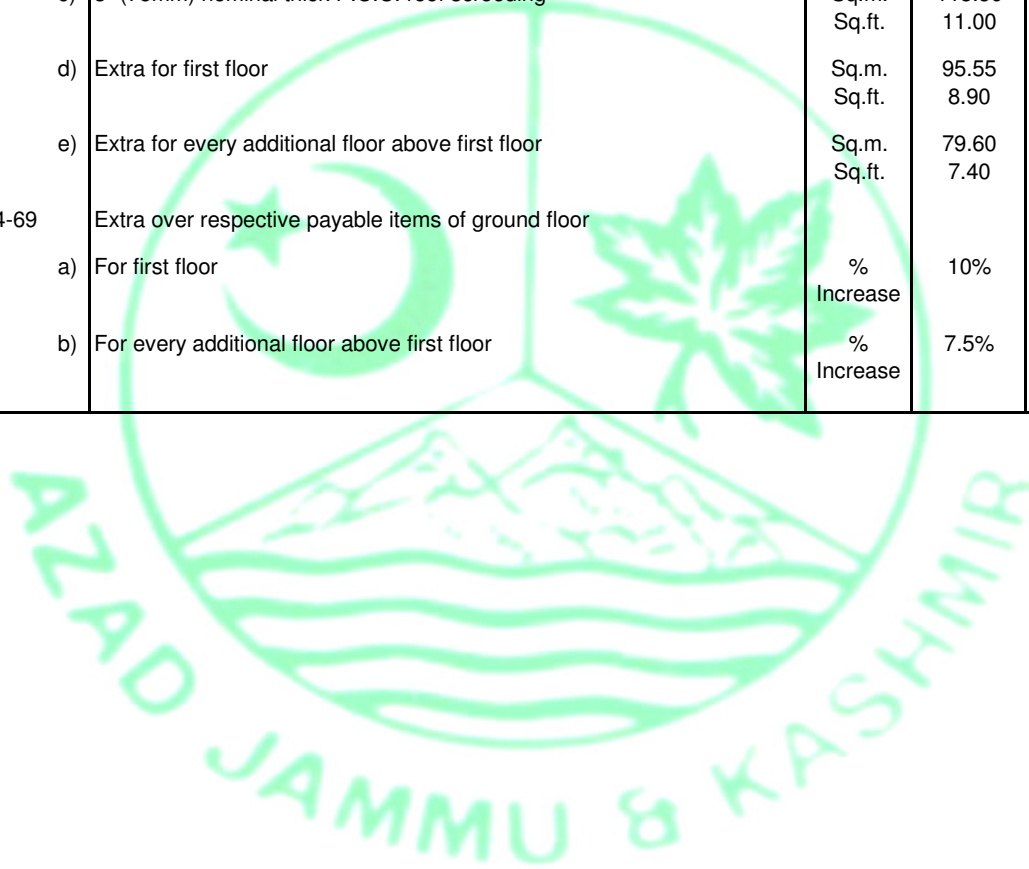 Sq.ft. 11.00
d) Extra for first floor Sq.m. 95.55
Sq.ft. 8.90
e) Extra for every additional floor above first floor Sq.m. 79.60
Sq.ft. 7.40
4-69 Extra over respective payable items of ground floor
a) For first floor % 10%
Increase
b) For every additional floor above first floor % 7.5%
Increase
AZAD JAMMU & KASHMIR